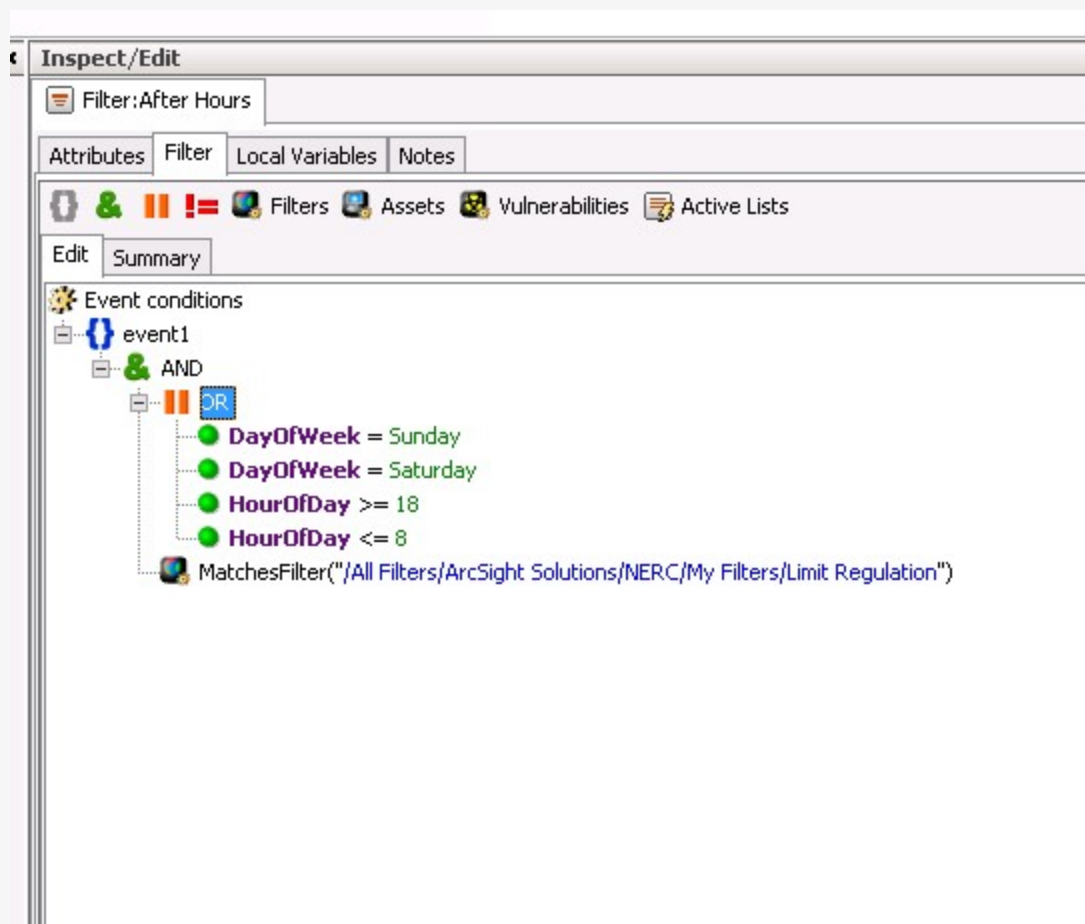 Inspect/Edit
Filter:After Hours
Attributes Filter Local Variables Notes
Filters Assets Vulnerabilities Active Lists
Edit Summary
Event conditions
event1
AND
OR
DayOfWeek = Sunday
DayOfWeek = Saturday
HourOfDay >= 18
HourOfDay <= 8
MatchesFilter("/All Filters/ArcSight Solutions/NERC/My Filters/Limit Regulation")